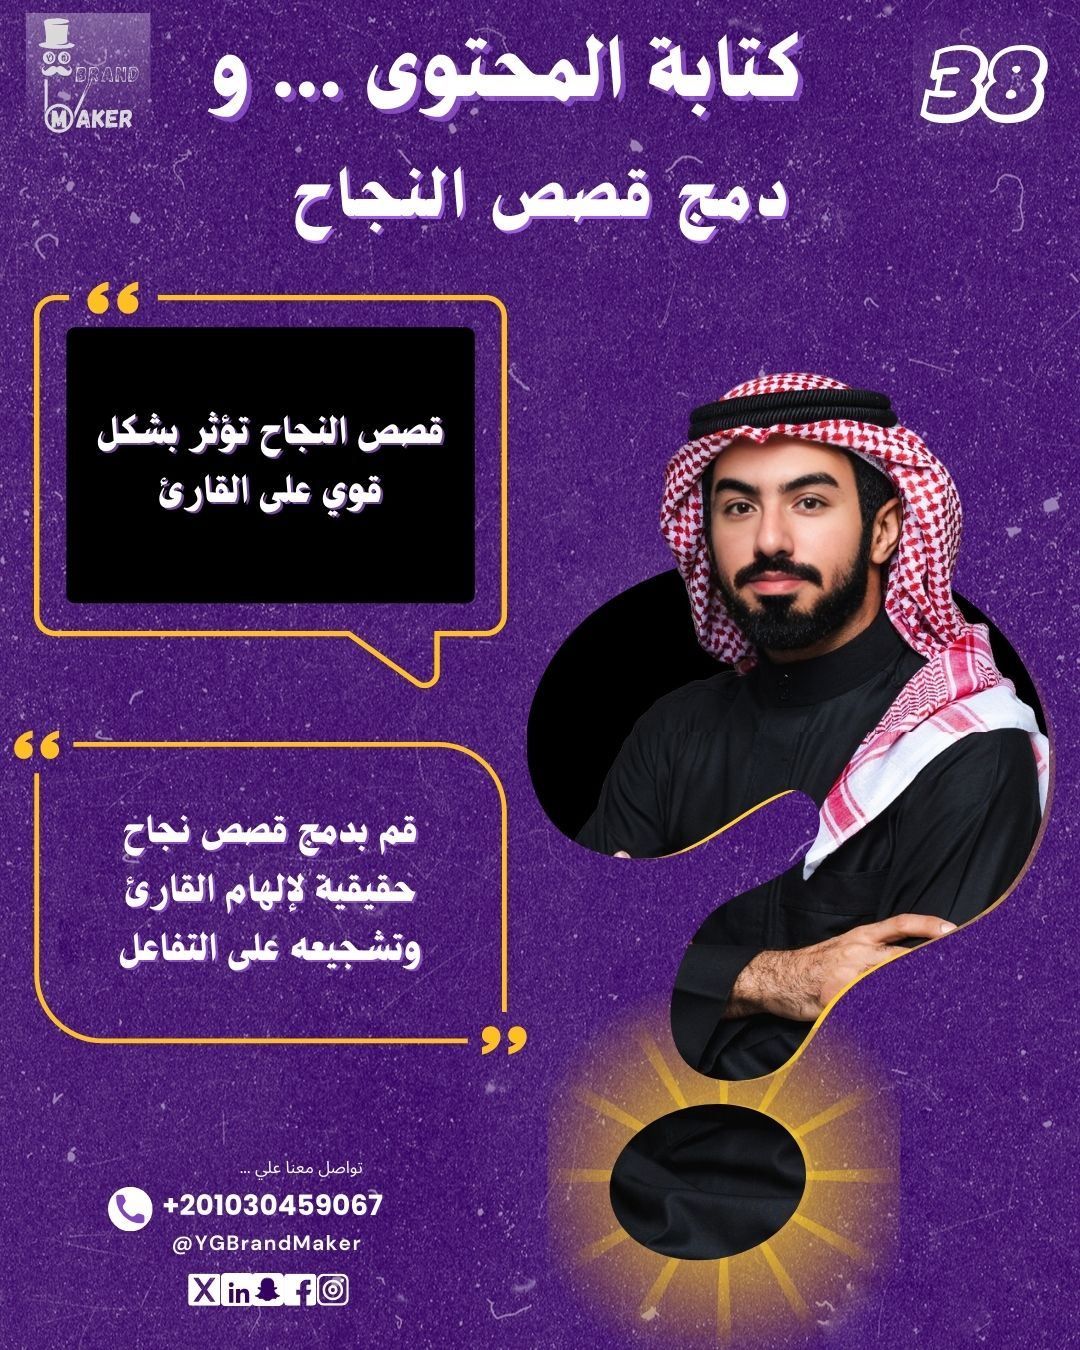 BRAND
MAKER
38
كتابة المحتوى ... و
دمج قصص النجاح
قصص النجاح تؤثر بشكل
قوي على القارئ
قم بدمج قصص نجاح
حقيقية لإلهام القارئ
وتشجيعه على التفاعل
تواصل معنا علي ...
+201030459067
@YGBrandMaker